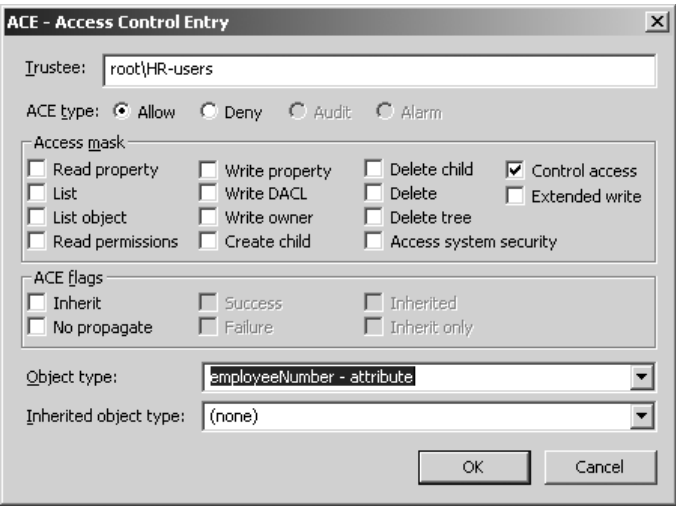 ACE - Access Control Entry
Trustee: root\HR-users
ACE type: Allow Deny Audit Alarm
Access mask
Read property Write property Delete child Control access
List Write DACL Delete Extended write
List object Write owner Delete tree
Read permissions Create child Access system security
ACE flags
Inherit Success Inherited
No propagate Failure Inherit only
Object type: employeeNumber - attribute
Inherited object type: (none)
OK Cancel